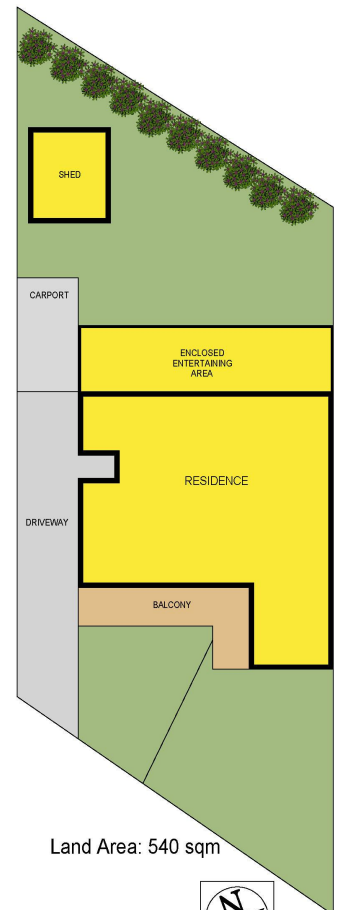 SHED
CARPORT
ENCLOSED
ENTERTAINING
AREA
RESIDENCE
DRIVEWAY
BALCONY
Land Area: 540 sqm
N